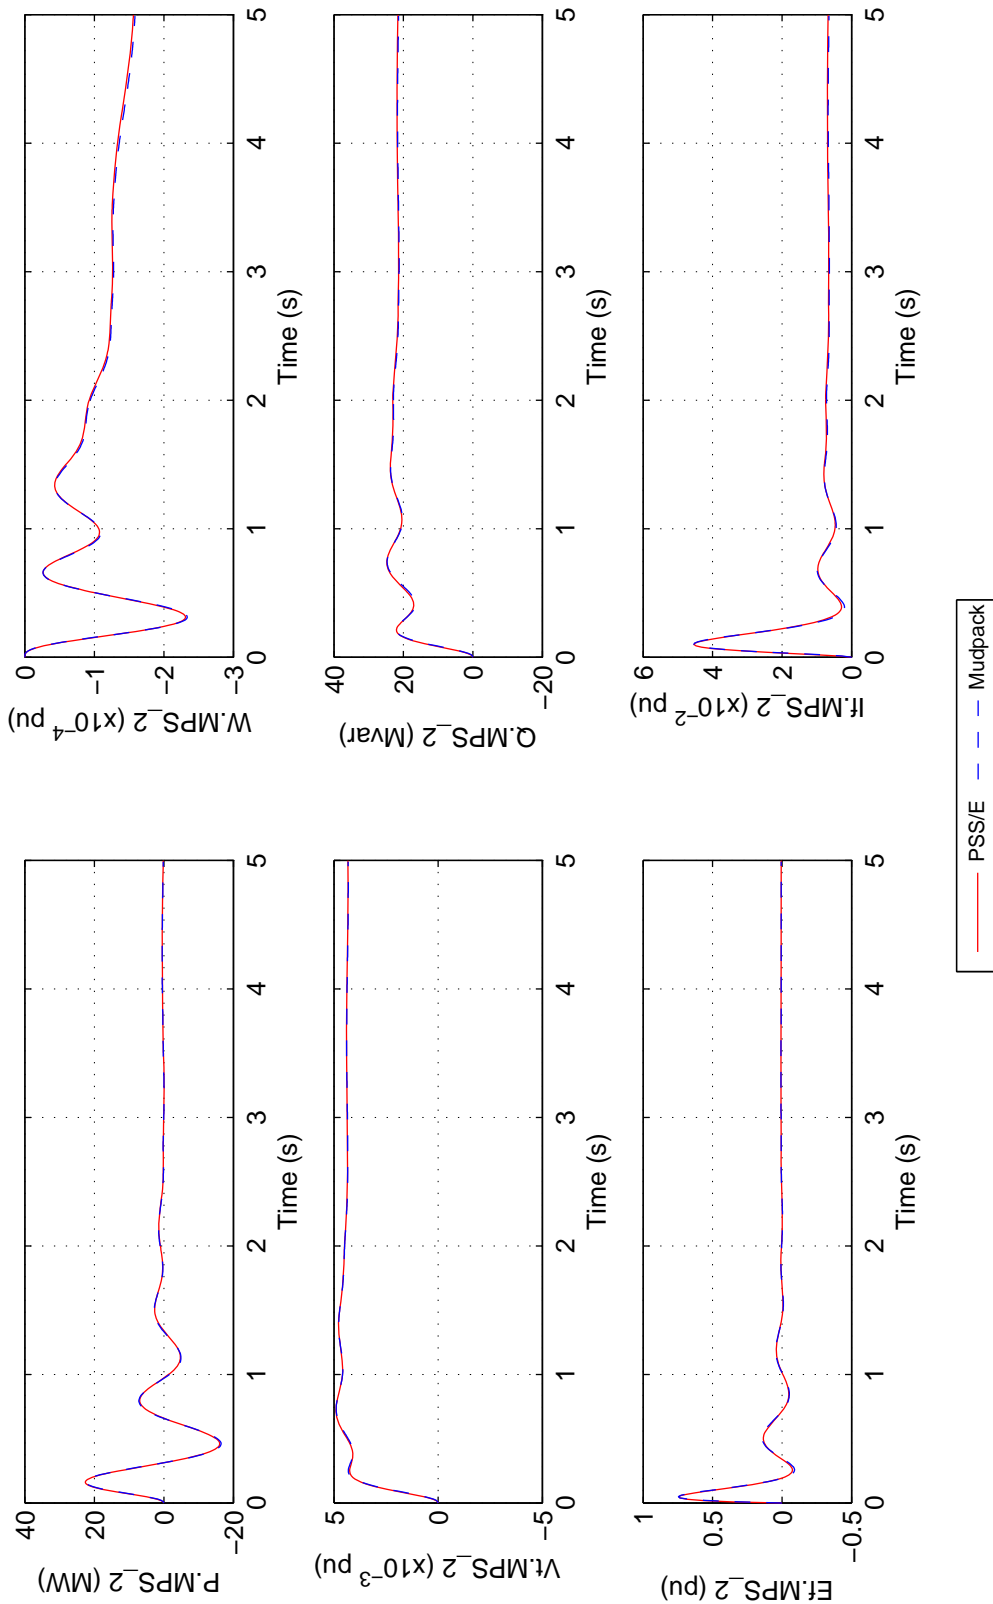 P.MPS_2 (MW)
40
20
0
−20
0 1 2 3 4 5
Time (s)
W.MPS_2 (x10⁻⁴ pu)
0
−1
−2
−3
0 1 2 3 4 5
Time (s)
Vt.MPS_2 (x10⁻³ pu)
5
0
−5
0 1 2 3 4 5
Time (s)
Q.MPS_2 (Mvar)
40
20
0
−20
0 1 2 3 4 5
Time (s)
Ef.MPS_2 (pu)
1
0.5
0
−0.5
0 1 2 3 4 5
Time (s)
If.MPS_2 (x10⁻² pu)
6
4
2
0
0 1 2 3 4 5
Time (s)
PSS/E Mudpack